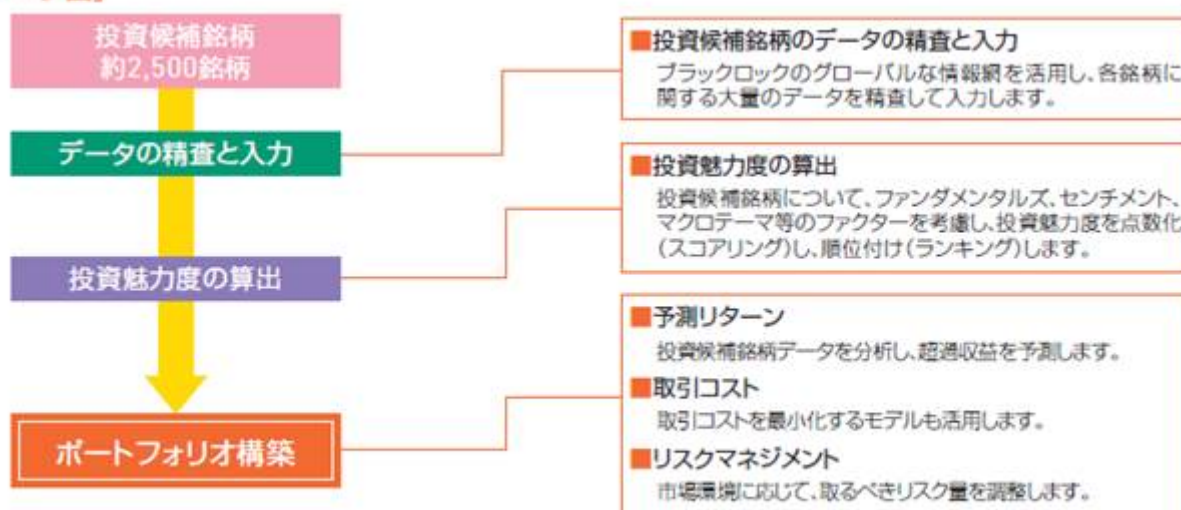 投資候補銘柄
約2,500銘柄
データの精査と入力
投資魅力度の算出
ポートフォリオ構築
■投資候補銘柄のデータの精査と入力
ブラックロックのグローバルな情報網を活用し、各銘柄に
関する大量のデータを精査して入力します。
■投資魅力度の算出
投資候補銘柄について、ファンダメンタルズ、センチメント、
マクロテーマ等のファクターを考慮し、投資魅力度を点数化
(スコアリング)し、順位付け(ランキング)します。
■予測リターン
投資候補銘柄データを分析し、超過収益を予測します。
■取引コスト
取引コストを最小化するモデルも活用します。
■リスクマネジメント
市場環境に応じて、取るべきリスク量を調整します。